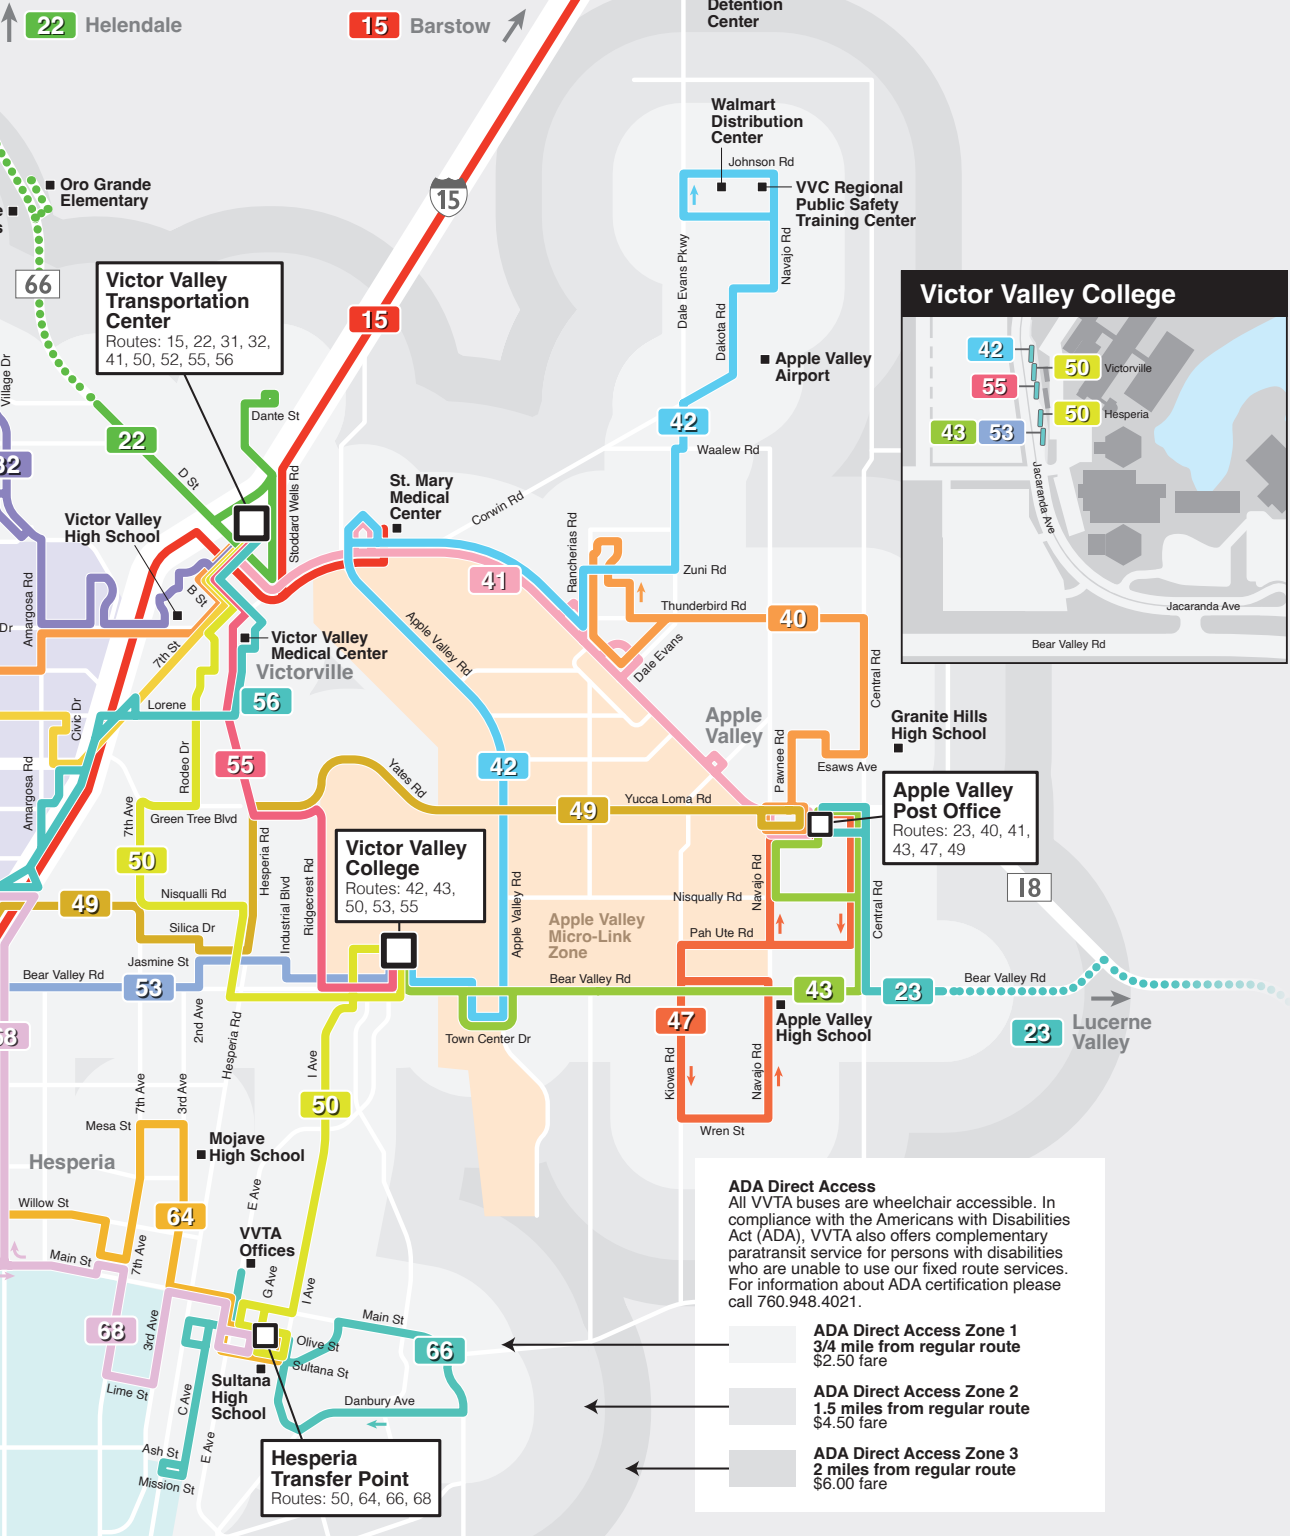 22 Helendale
15 Barstow
Detention
Center
Walmart
Distribution
Center
Johnson Rd
VVC Regional
Public Safety
Training Center
Oro Grande
Elementary
15
66
Dale Evans Pkwy
Navajo Rd
Dakota Rd
Victor Valley
Transportation
Center
Routes: 15, 22, 31, 32,
41, 50, 52, 55, 56
15
Apple Valley
Airport
Village Dr
Dante St
22
42
Waalew Rd
32
D St
Stoddard Wells Rd
St. Mary
Medical
Center
Corwin Rd
Victor Valley
High School
Rancherias Rd
41
Zuni Rd
Amargosa Rd
B St
Thunderbird Rd
40
Dr
7th St
Apple Valley Rd
Dale Evans
Central Rd
Victor Valley
Medical Center
Victorville
56
Lorene
Civic Dr
Apple
Valley
Granite Hills
High School
55
Rodeo Dr
42
Yates Rd
Pawnee Rd
Esaws Ave
Amargosa Rd
7th Ave
Green Tree Blvd
49
Yucca Loma Rd
Apple Valley
Post Office
Routes: 23, 40, 41,
43, 47, 49
50
Hesperia Rd
Victor Valley
College
Routes: 42, 43,
50, 53, 55
Industrial Blvd
Ridgecrest Rd
Apple Valley Rd
Nisqualli Rd
49
Silica Dr
Nisqually Rd
Navajo Rd
Central Rd
18
Apple Valley
Micro-Link
Zone
Pah Ute Rd
Jasmine St
Bear Valley Rd
53
Bear Valley Rd
43
23
Bear Valley Rd
2nd Ave
Hesperia Rd
58
Town Center Dr
47
Apple Valley
High School
23 Lucerne
Valley
I Ave
Kiowa Rd
Navajo Rd
7th Ave
3rd Ave
50
Mesa St
Wren St
Mojave
High School
Hesperia
Willow St
64
E Ave
VVTA
Offices
Main St
7th Ave
G Ave
I Ave
68
3rd Ave
Main St
Olive St
66
Sultana St
Lime St
Sultana
High
School
C Ave
Danbury Ave
Ash St
E Ave
Mission St
Hesperia
Transfer Point
Routes: 50, 64, 66, 68
Victor Valley College
42
50 Victorville
55
50 Hesperia
43 53
Jacaranda Ave
Jacaranda Ave
Bear Valley Rd
ADA Direct Access
All VVTA buses are wheelchair accessible. In
compliance with the Americans with Disabilities
Act (ADA), VVTA also offers complementary
paratransit service for persons with disabilities
who are unable to use our fixed route services.
For information about ADA certification please
call 760.948.4021.
ADA Direct Access Zone 1
3/4 mile from regular route
$2.50 fare
ADA Direct Access Zone 2
1.5 miles from regular route
$4.50 fare
ADA Direct Access Zone 3
2 miles from regular route
$6.00 fare